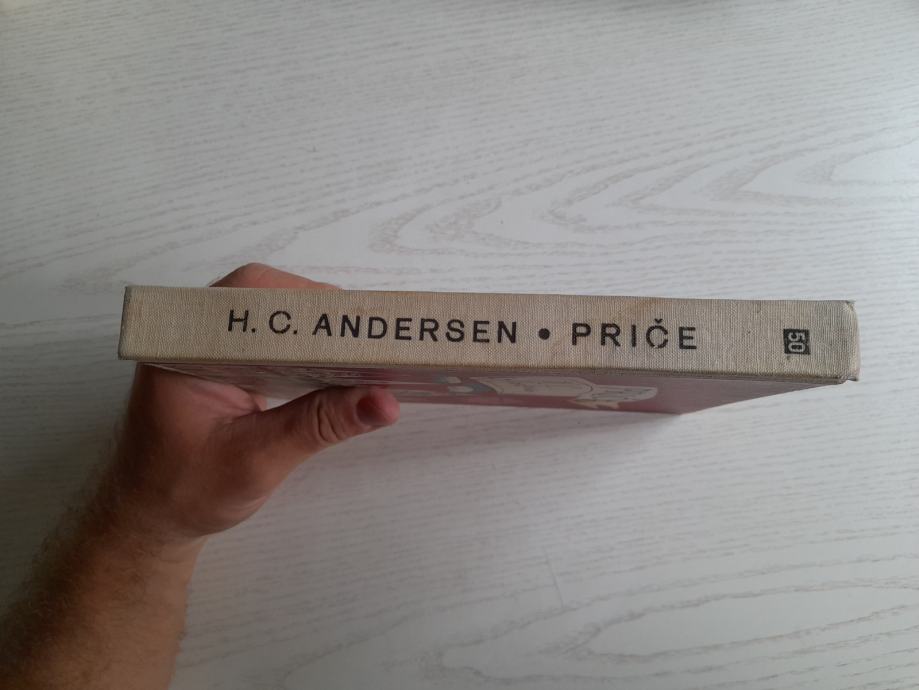 H. C. ANDERSEN • PRIČE
50